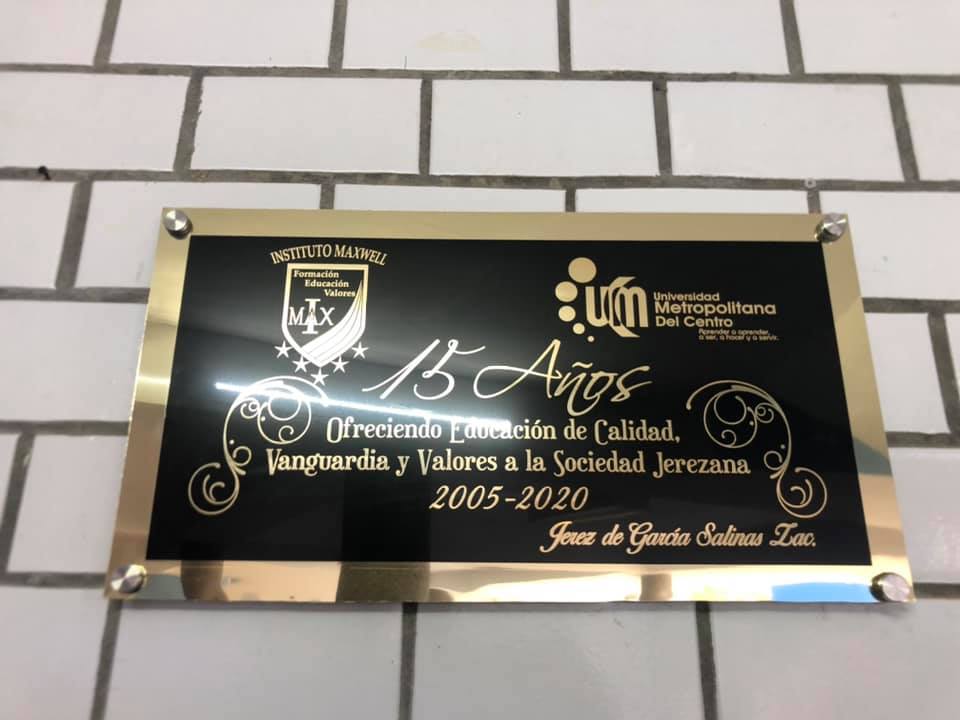 INSTITUTO MAXWELL
Formación
Educación
Valores
MAX
I
UCM
Universidad
Metropolitana
Del Centro
Aprender a aprender,
a ser, a hacer y a servir.
15 Años
Ofreciendo Educación de Calidad,
Vanguardia y Valores a la Sociedad Jerezana
2005-2020
Jerez de García Salinas Zac.